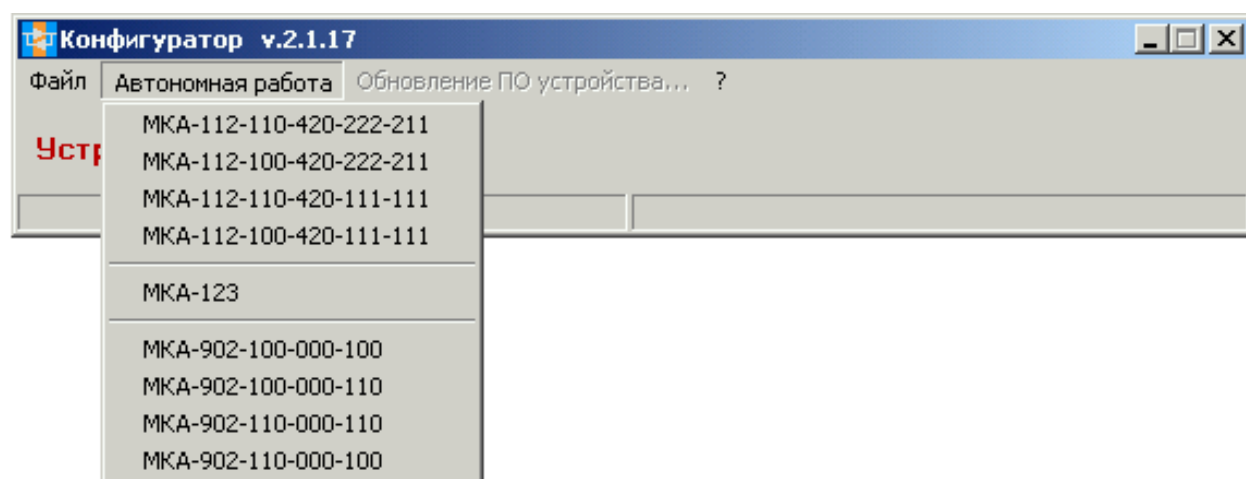 Конфигуратор v.2.1.17
Файл Автономная работа Обновление ПО устройства... ?
МКА-112-110-420-222-211
МКА-112-100-420-222-211
МКА-112-110-420-111-111
МКА-112-100-420-111-111
МКА-123
МКА-902-100-000-100
МКА-902-100-000-110
МКА-902-110-000-110
МКА-902-110-000-100